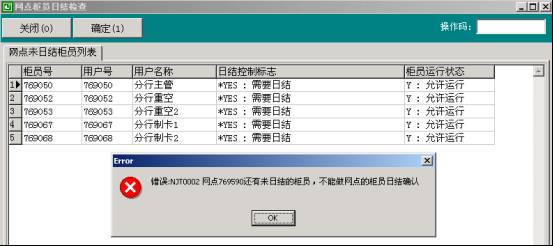 网点柜员日结检查
关闭(0) 确定(1) 操作码:
网点未日结柜员列表
柜员号 用户号 用户名称 日结控制标志 柜员运行状态
1 769050 769050 分行主管 *YES : 需要日结 Y : 允许运行
2 769052 769052 分行重空 *YES : 需要日结 Y : 允许运行
3 769053 769053 分行重空2 *YES : 需要日结 Y : 允许运行
4 769067 769067 分行制卡1 *YES : 需要日结 Y : 允许运行
5 769068 769068 分行制卡2 *YES : 需要日结 Y : 允许运行
Error
错误:NJT0002 网点769590还有未日结的柜员，不能做网点的柜员日结确认
OK